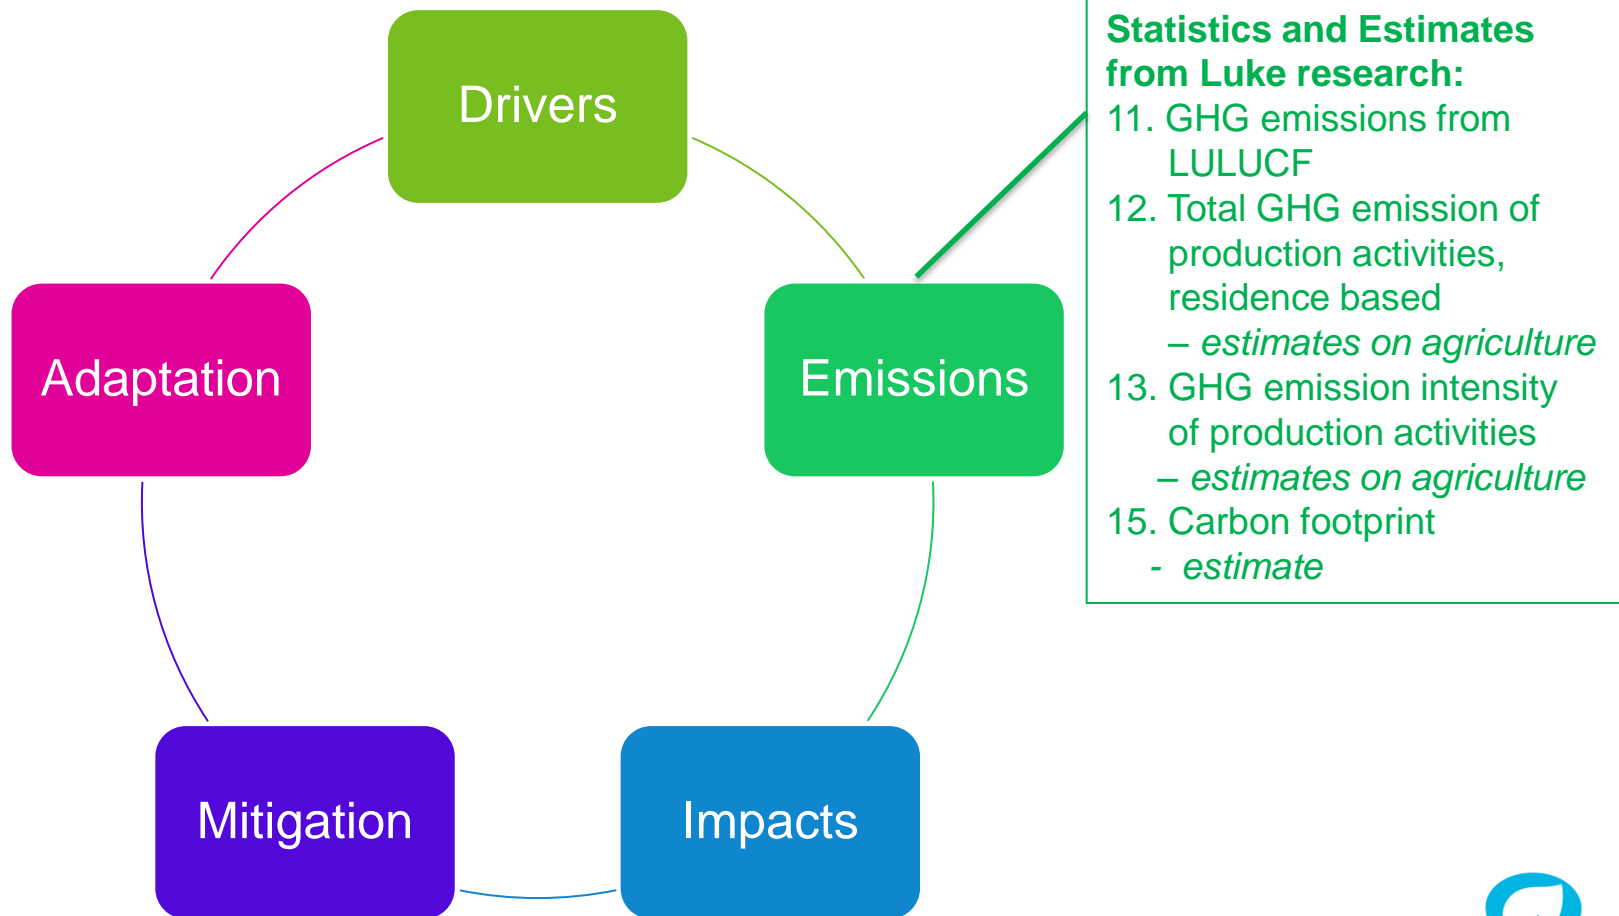 Drivers
Adaptation
Emissions
Mitigation
Impacts
Statistics and Estimates
from Luke research:
11. GHG emissions from
LULUCF
12. Total GHG emission of
production activities,
residence based
– estimates on agriculture
13. GHG emission intensity
of production activities
– estimates on agriculture
15. Carbon footprint
- estimate